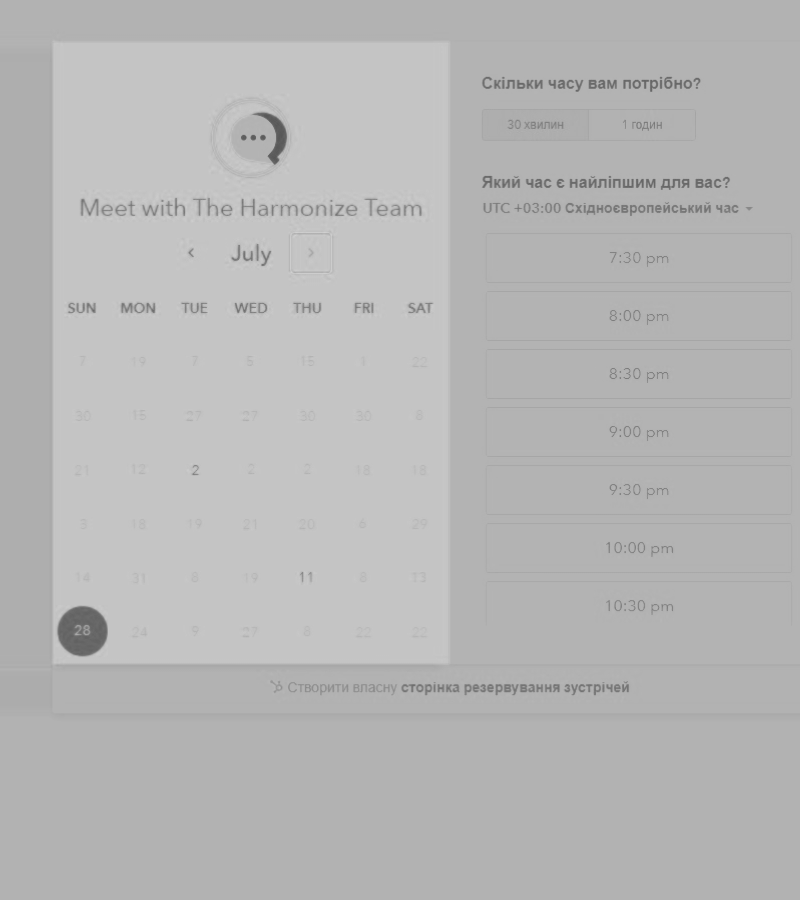 Meet with The Harmonize Team
July
SUN MON TUE WED THU FRI SAT
7 19 7 5 15 1 22
30 15 27 27 30 30 8
21 12 2 2 2 18 18
3 18 19 21 20 6 29
14 31 8 19 11 8 13
28 24 9 27 8 22 22
Скільки часу вам потрібно?
30 хвилин 1 годин
Який час є найліпшим для вас?
UTC +03:00 Східноєвропейський час
7:30 pm
8:00 pm
8:30 pm
9:00 pm
9:30 pm
10:00 pm
10:30 pm
Створити власну сторінка резервування зустрічей